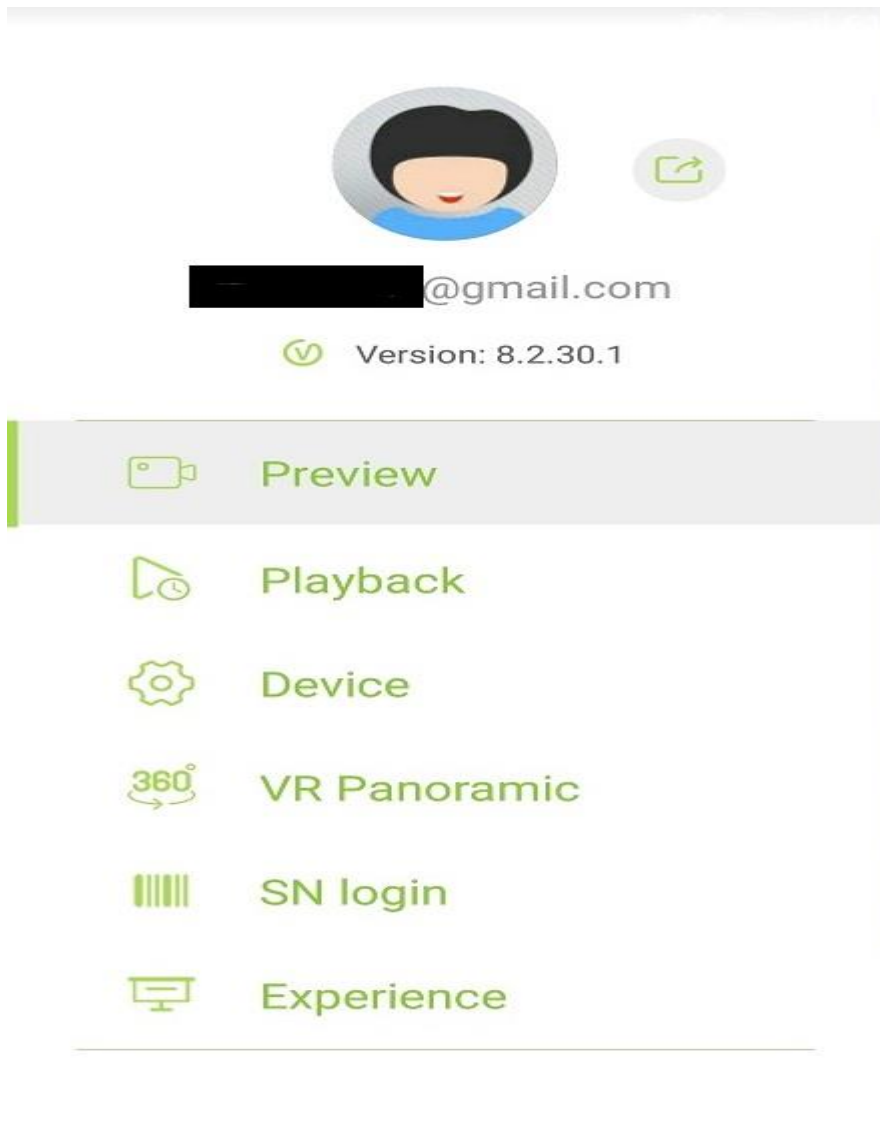 @gmail.com
Version: 8.2.30.1
Preview
Playback
Device
360°
VR Panoramic
SN login
Experience